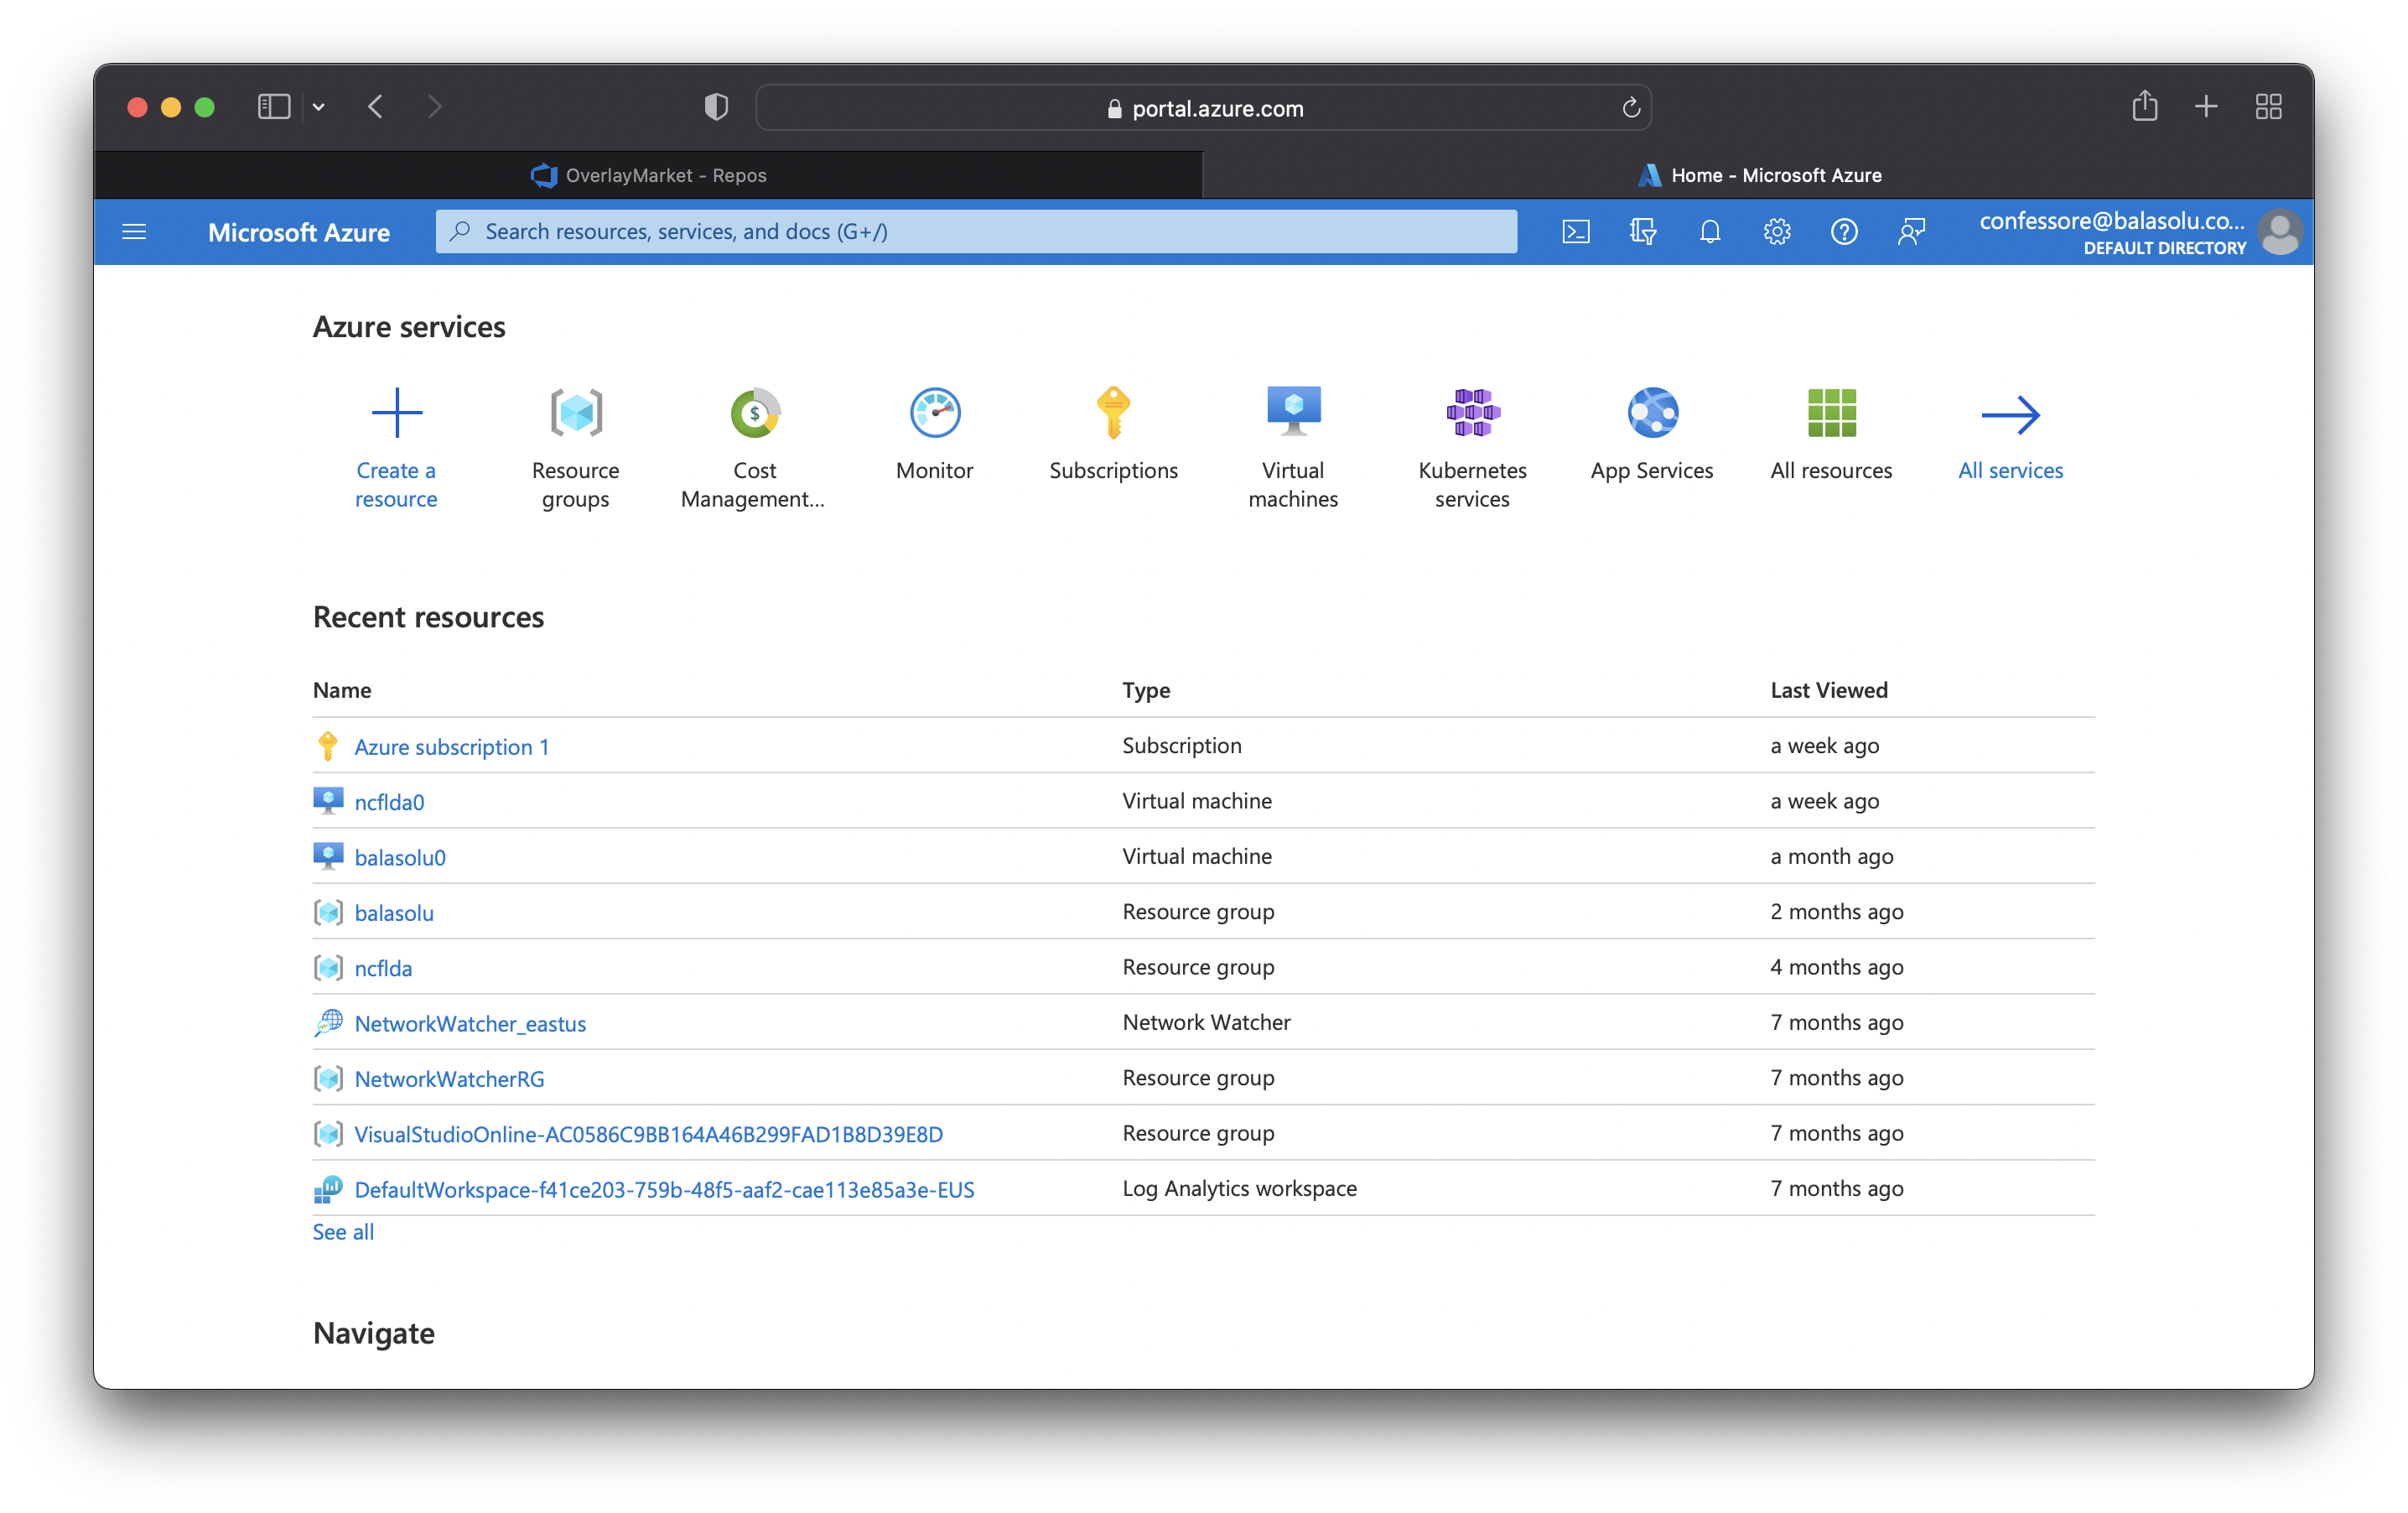 portal.azure.com
OverlayMarket - Repos
Home - Microsoft Azure
Microsoft Azure
Search resources, services, and docs (G+/)
confessore@balasolu.co...
DEFAULT DIRECTORY
Azure services
Create a resource
Resource groups
Cost Management...
Monitor
Subscriptions
Virtual machines
Kubernetes services
App Services
All resources
All services
Recent resources
Name Type Last Viewed
Azure subscription 1 Subscription a week ago
ncflda0 Virtual machine a week ago
balasolu0 Virtual machine a month ago
balasolu Resource group 2 months ago
ncflda Resource group 4 months ago
NetworkWatcher_eastus Network Watcher 7 months ago
NetworkWatcherRG Resource group 7 months ago
VisualStudioOnline-AC0586C9BB164A46B299FAD1B8D39E8D Resource group 7 months ago
DefaultWorkspace-f41ce203-759b-48f5-aaf2-cae113e85a3e-EUS Log Analytics workspace 7 months ago
See all
Navigate